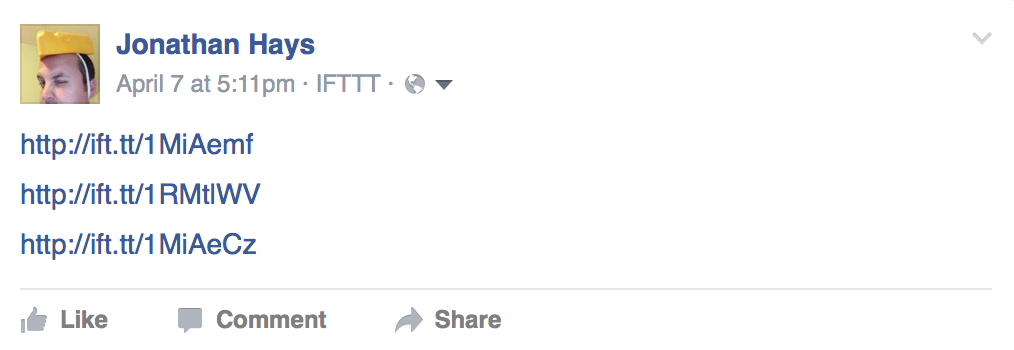 Jonathan Hays
April 7 at 5:11pm · IFTTT ·
http://ift.tt/1MiAemf
http://ift.tt/1RMtlWV
http://ift.tt/1MiAeCz
Like Comment Share